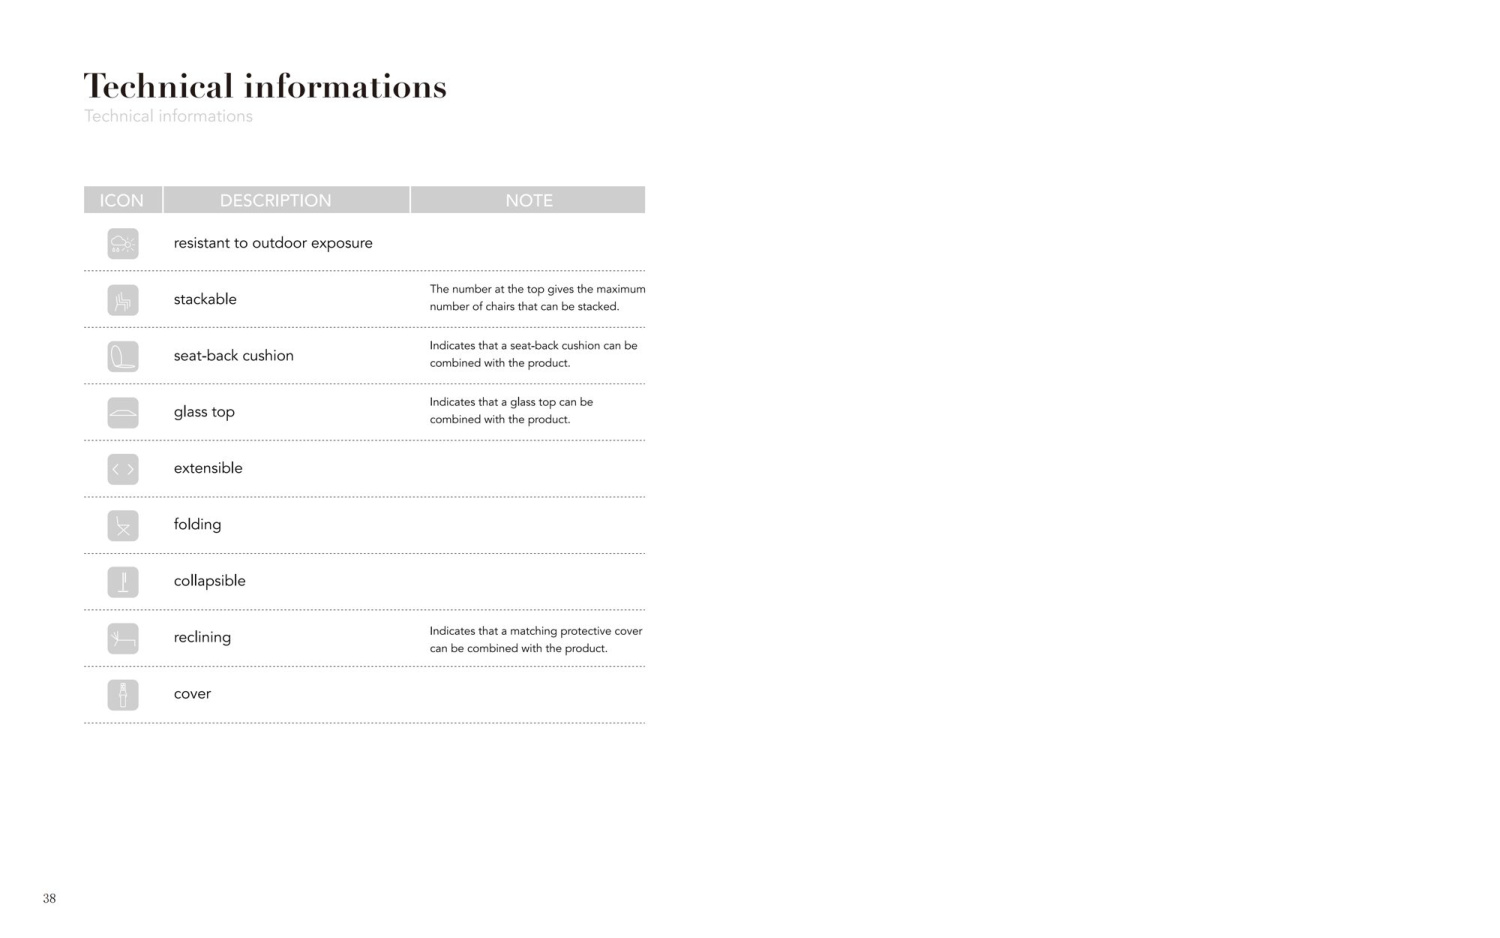 Technical informations
Technical informations
ICON DESCRIPTION NOTE
resistant to outdoor exposure
stackable
The number at the top gives the maximum
number of chairs that can be stacked.
seat-back cushion
Indicates that a seat-back cushion can be
combined with the product.
glass top
Indicates that a glass top can be
combined with the product.
extensible
folding
collapsible
reclining
Indicates that a matching protective cover
can be combined with the product.
cover
38